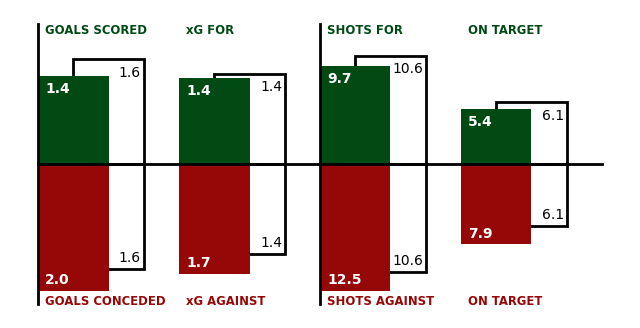 GOALS SCORED xG FOR SHOTS FOR ON TARGET
1.4 1.6 1.4 1.4 9.7 10.6 5.4 6.1
2.0 1.6 1.7 1.4 12.5 10.6 7.9 6.1
GOALS CONCEDED xG AGAINST SHOTS AGAINST ON TARGET